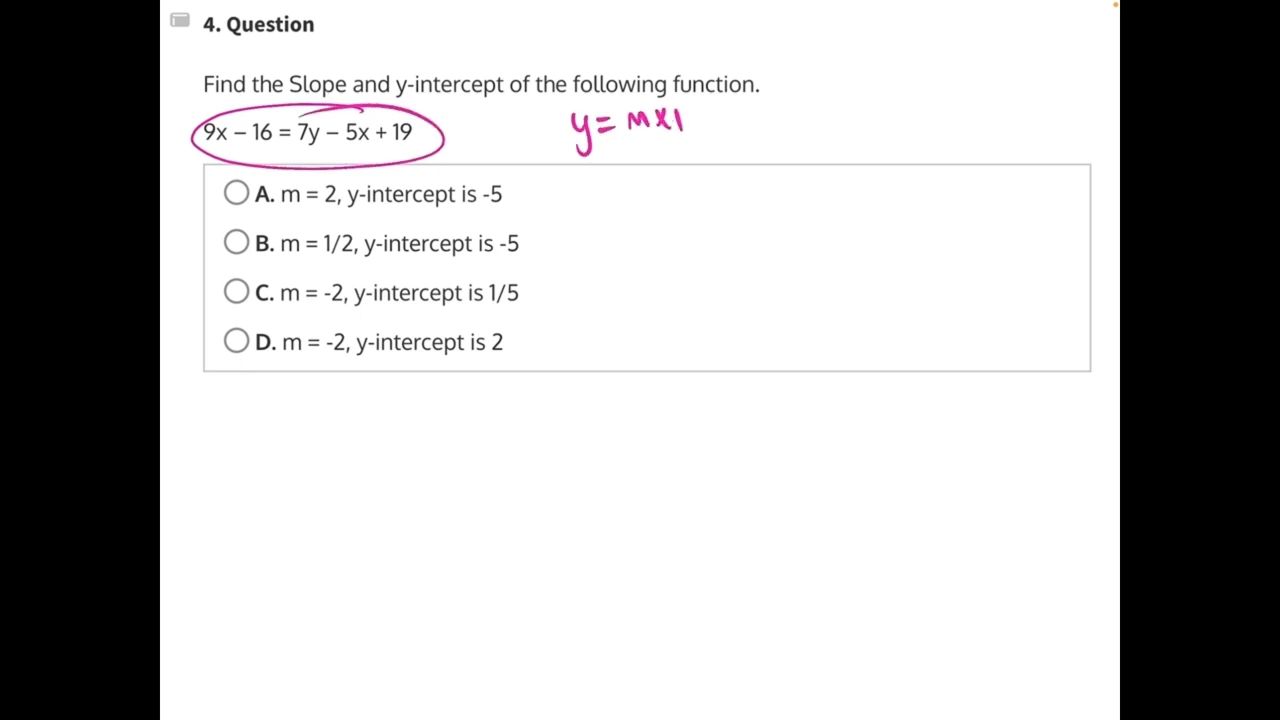 4. Question
Find the Slope and y-intercept of the following function.
9x – 16 = 7y – 5x + 19
y = mx
A. m = 2, y-intercept is -5
B. m = 1/2, y-intercept is -5
C. m = -2, y-intercept is 1/5
D. m = -2, y-intercept is 2